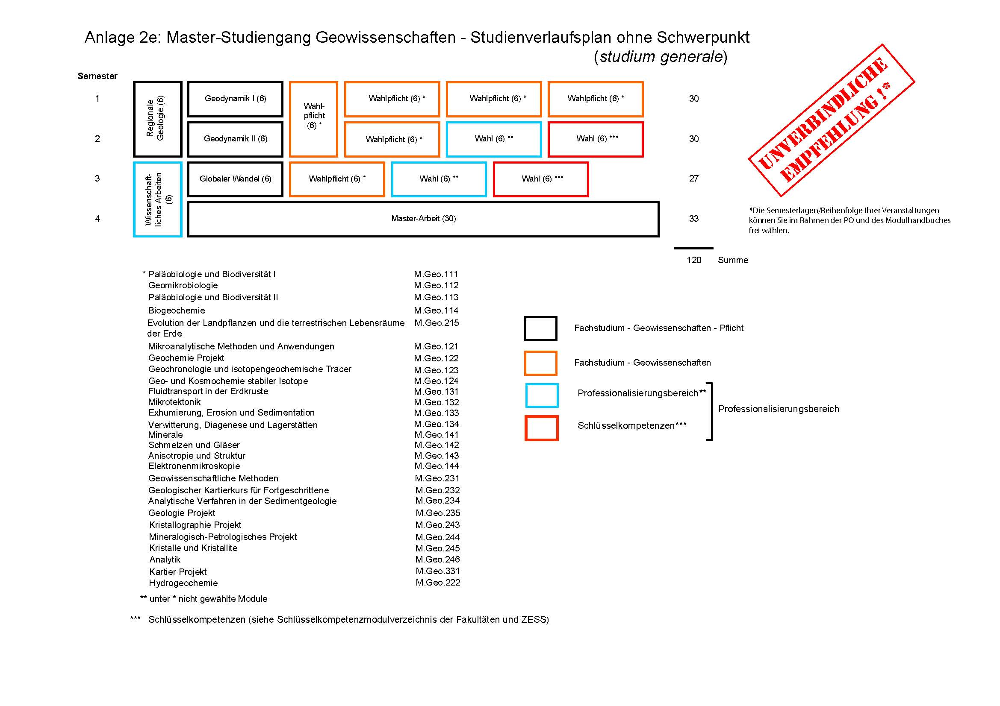 Anlage 2e: Master-Studiengang Geowissenschaften - Studienverlaufsplan ohne Schwerpunkt
(studium generale)
Semester
1
Regionale
Geologie (6)
Geodynamik I (6)
Wahl-
pflicht
(6) *
Wahlpflicht (6) *
Wahlpflicht (6) *
Wahlpflicht (6) *
30
2
Geodynamik II (6)
Wahlpflicht (6) *
Wahl (6) **
Wahl (6) ***
30
3
Wissenschaft-
liches Arbeiten
(6)
Globaler Wandel (6)
Wahlpflicht (6) *
Wahl (6) **
Wahl (6) ***
27
4
Master-Arbeit (30)
33
120 Summe
UNVERBINDLICHE
EMPFEHLUNG !*
*Die Semesterlagen/Reihenfolge Ihrer Veranstaltungen
können Sie im Rahmen der PO und des Modulhandbuches
frei wählen.
* Paläobiologie und Biodiversität I M.Geo.111
Geomikrobiologie M.Geo.112
Paläobiologie und Biodiversität II M.Geo.113
Biogeochemie M.Geo.114
Evolution der Landpflanzen und die terrestrischen Lebensräume M.Geo.215
der Erde
Mikroanalytische Methoden und Anwendungen M.Geo.121
Geochemie Projekt M.Geo.122
Geochronologie und isotopengeochemische Tracer M.Geo.123
Geo- und Kosmochemie stabiler Isotope M.Geo.124
Fluidtransport in der Erdkruste M.Geo.131
Mikrotektonik M.Geo.132
Exhumierung, Erosion und Sedimentation M.Geo.133
Verwitterung, Diagenese und Lagerstätten M.Geo.134
Minerale M.Geo.141
Schmelzen und Gläser M.Geo.142
Anisotropie und Struktur M.Geo.143
Elektronenmikroskopie M.Geo.144
Geowissenschaftliche Methoden M.Geo.231
Geologischer Kartierkurs für Fortgeschrittene M.Geo.232
Analytische Verfahren in der Sedimentgeologie M.Geo.234
Geologie Projekt M.Geo.235
Kristallographie Projekt M.Geo.243
Mineralogisch-Petrologisches Projekt M.Geo.244
Kristalle und Kristallite M.Geo.245
Analytik M.Geo.246
Kartier Projekt M.Geo.331
Hydrogeochemie M.Geo.222
** unter * nicht gewählte Module
*** Schlüsselkompetenzen (siehe Schlüsselkompetenzmodulverzeichnis der Fakultäten und ZESS)
Fachstudium - Geowissenschaften - Pflicht
Fachstudium - Geowissenschaften
Professionalisierungsbereich**
Schlüsselkompetenzen***
Professionalisierungsbereich